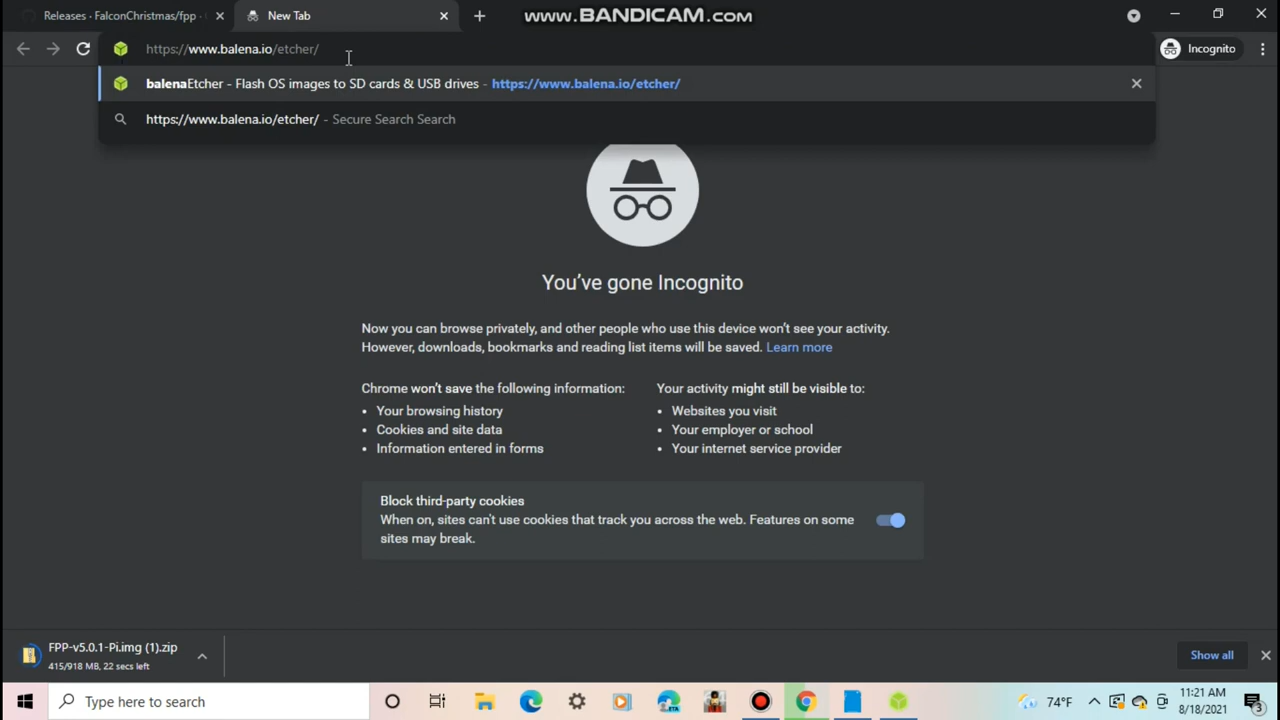 Releases · FalconChristmas/fpp ·
New Tab
www.BANDICAM.com
https://www.balena.io/etcher/
Incognito
balenaEtcher - Flash OS images to SD cards & USB drives - https://www.balena.io/etcher/
https://www.balena.io/etcher/ - Secure Search Search
You've gone Incognito
Now you can browse privately, and other people who use this device won't see your activity.
However, downloads, bookmarks and reading list items will be saved. Learn more
Chrome won't save the following information:
• Your browsing history
• Cookies and site data
• Information entered in forms
Your activity might still be visible to:
• Websites you visit
• Your employer or school
• Your internet service provider
Block third-party cookies
When on, sites can't use cookies that track you across the web. Features on some
sites may break.
FPP-v5.0.1-Pi.img (1).zip
415/918 MB, 22 secs left
Show all
Type here to search
74°F
11:21 AM
8/18/2021
3